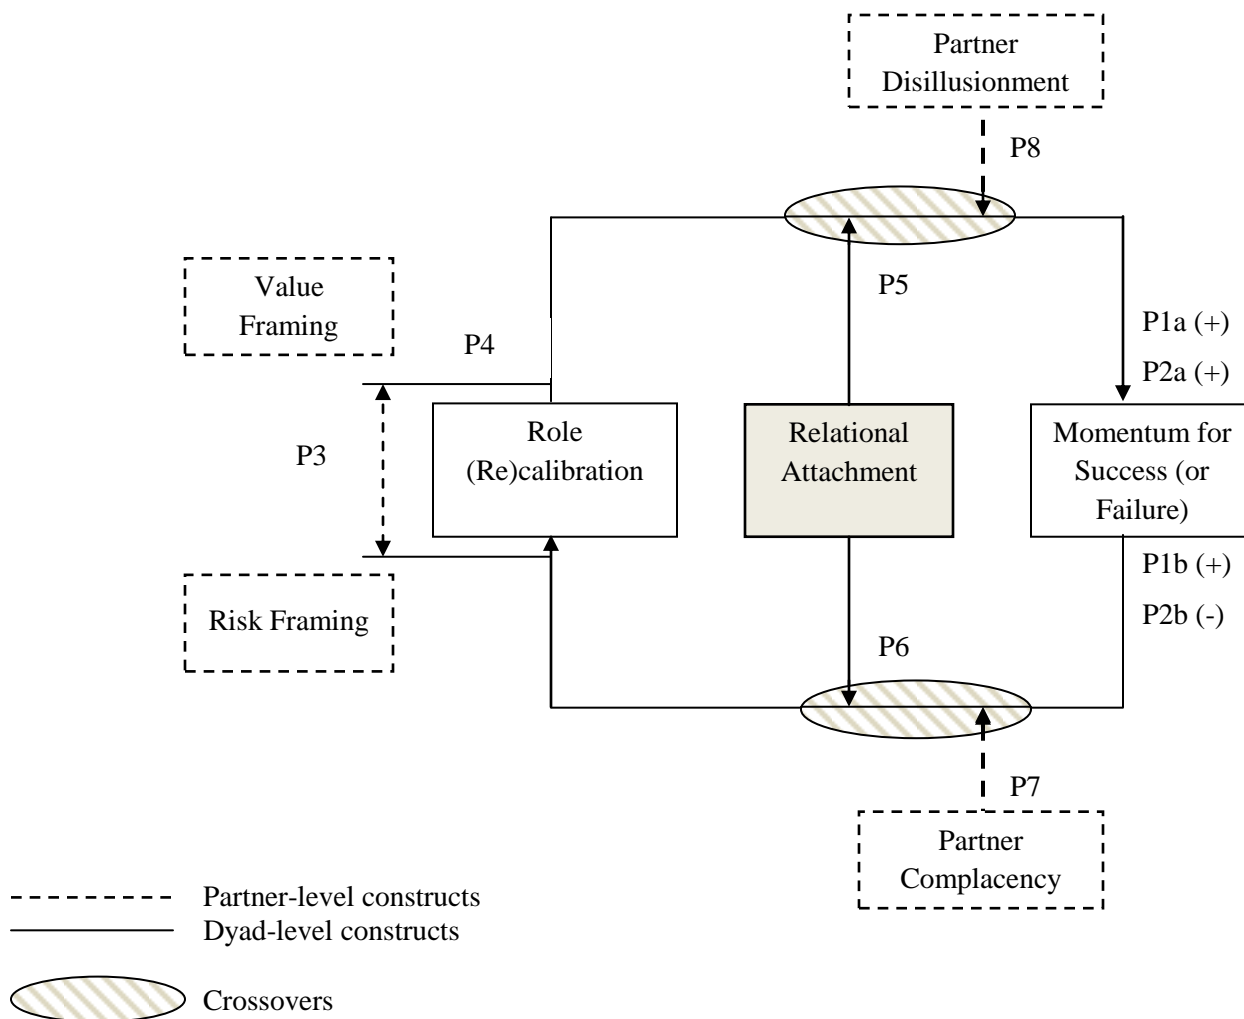 Partner
Disillusionment
P8
Value
Framing
P5
P1a (+)
P4
P2a (+)
P3
Role
(Re)calibration
Relational
Attachment
Momentum for
Success (or
Failure)
P1b (+)
Risk Framing
P2b (-)
P6
P7
Partner
Complacency
Partner-level constructs
Dyad-level constructs
Crossovers